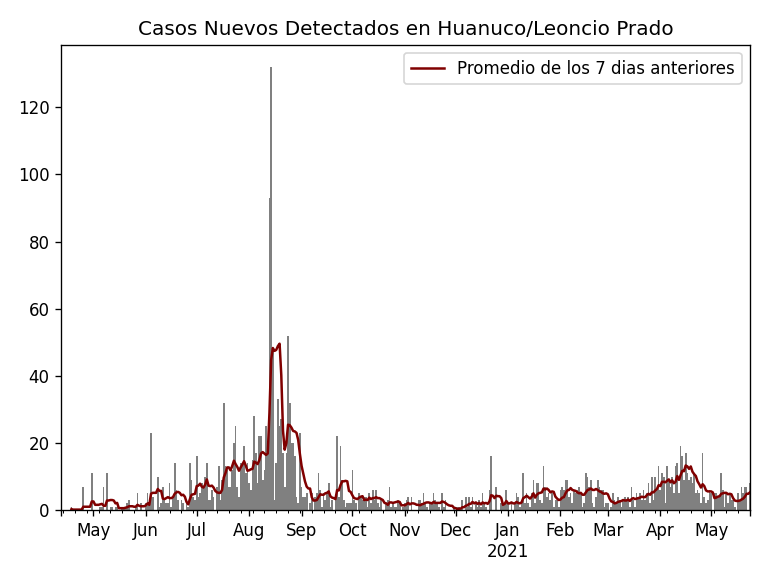 Casos Nuevos Detectados en Huanuco/Leoncio Prado
Promedio de los 7 dias anteriores
120
100
80
60
40
20
0
May Jun Jul Aug Sep Oct Nov Dec Jan Feb Mar Apr May
2021